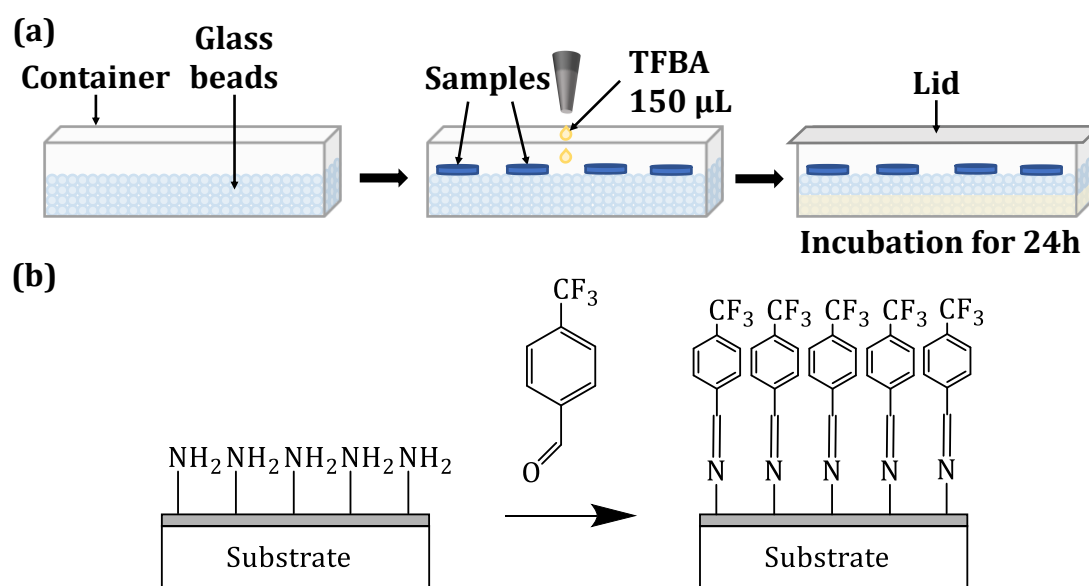 (a)
Container
Glass
beads
Samples
TFBA
150 μL
Lid
Incubation for 24h
(b)
CF3
O
NH2 NH2 NH2 NH2 NH2
Substrate
CF3 CF3 CF3 CF3 CF3
N N N N N
Substrate